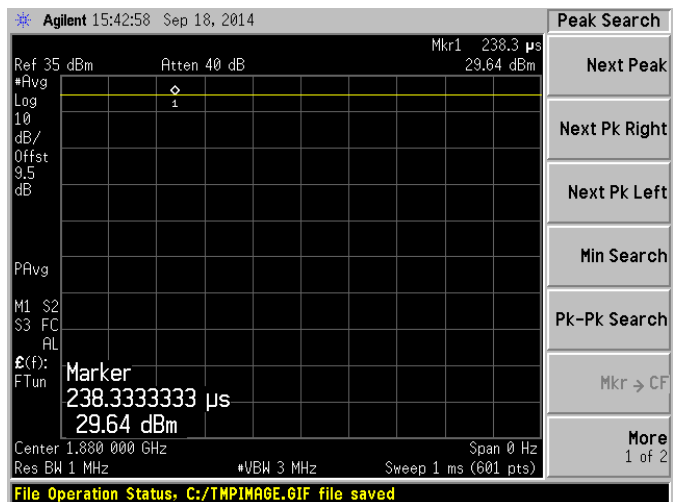 Agilent 15:42:58 Sep 18, 2014
Peak Search
Mkr1 238.3 µs
Ref 35 dBm Atten 40 dB 29.64 dBm
#Avg
Log
10
dB/
Offst
9.5
dB
1
PAvg
M1 S2
S3 FC
AL
£(f):
FTun
Marker
238.3333333 µs
29.64 dBm
Center 1.880 000 GHz Span 0 Hz
Res BW 1 MHz #VBW 3 MHz Sweep 1 ms (601 pts)
File Operation Status, C:/TMPIMAGE.GIF file saved
Next Peak
Next Pk Right
Next Pk Left
Min Search
Pk-Pk Search
Mkr → CF
More
1 of 2